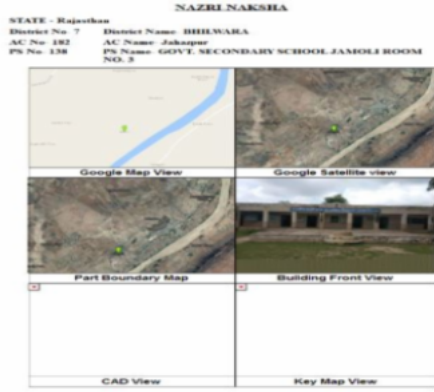 NAZRI NAKSHA
STATE - Rajasthan
District No 7 District Name BHILWARA
AC No 182 AC Name Jahazpur
PS No 138 PS Name GOVT. SECONDARY SCHOOL JAMOLI ROOM
NO. 3
Google Map View Google Satellite view
Part Boundary Map Building Front View
CAD View Key Map View